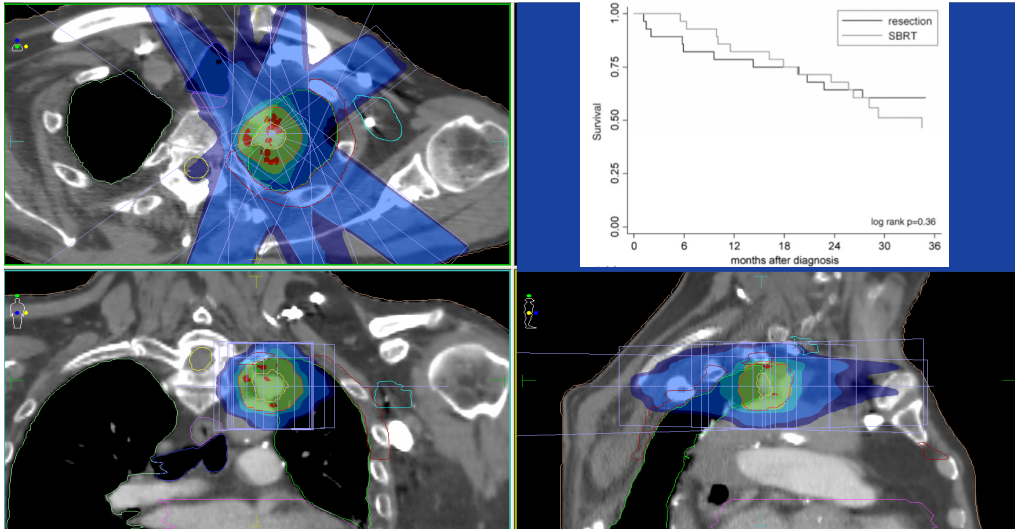 1.00
0.75
0.50
0.25
0.00
Survival
resection
SBRT
log rank p=0.36
0
6
12
18
24
30
36
months after diagnosis